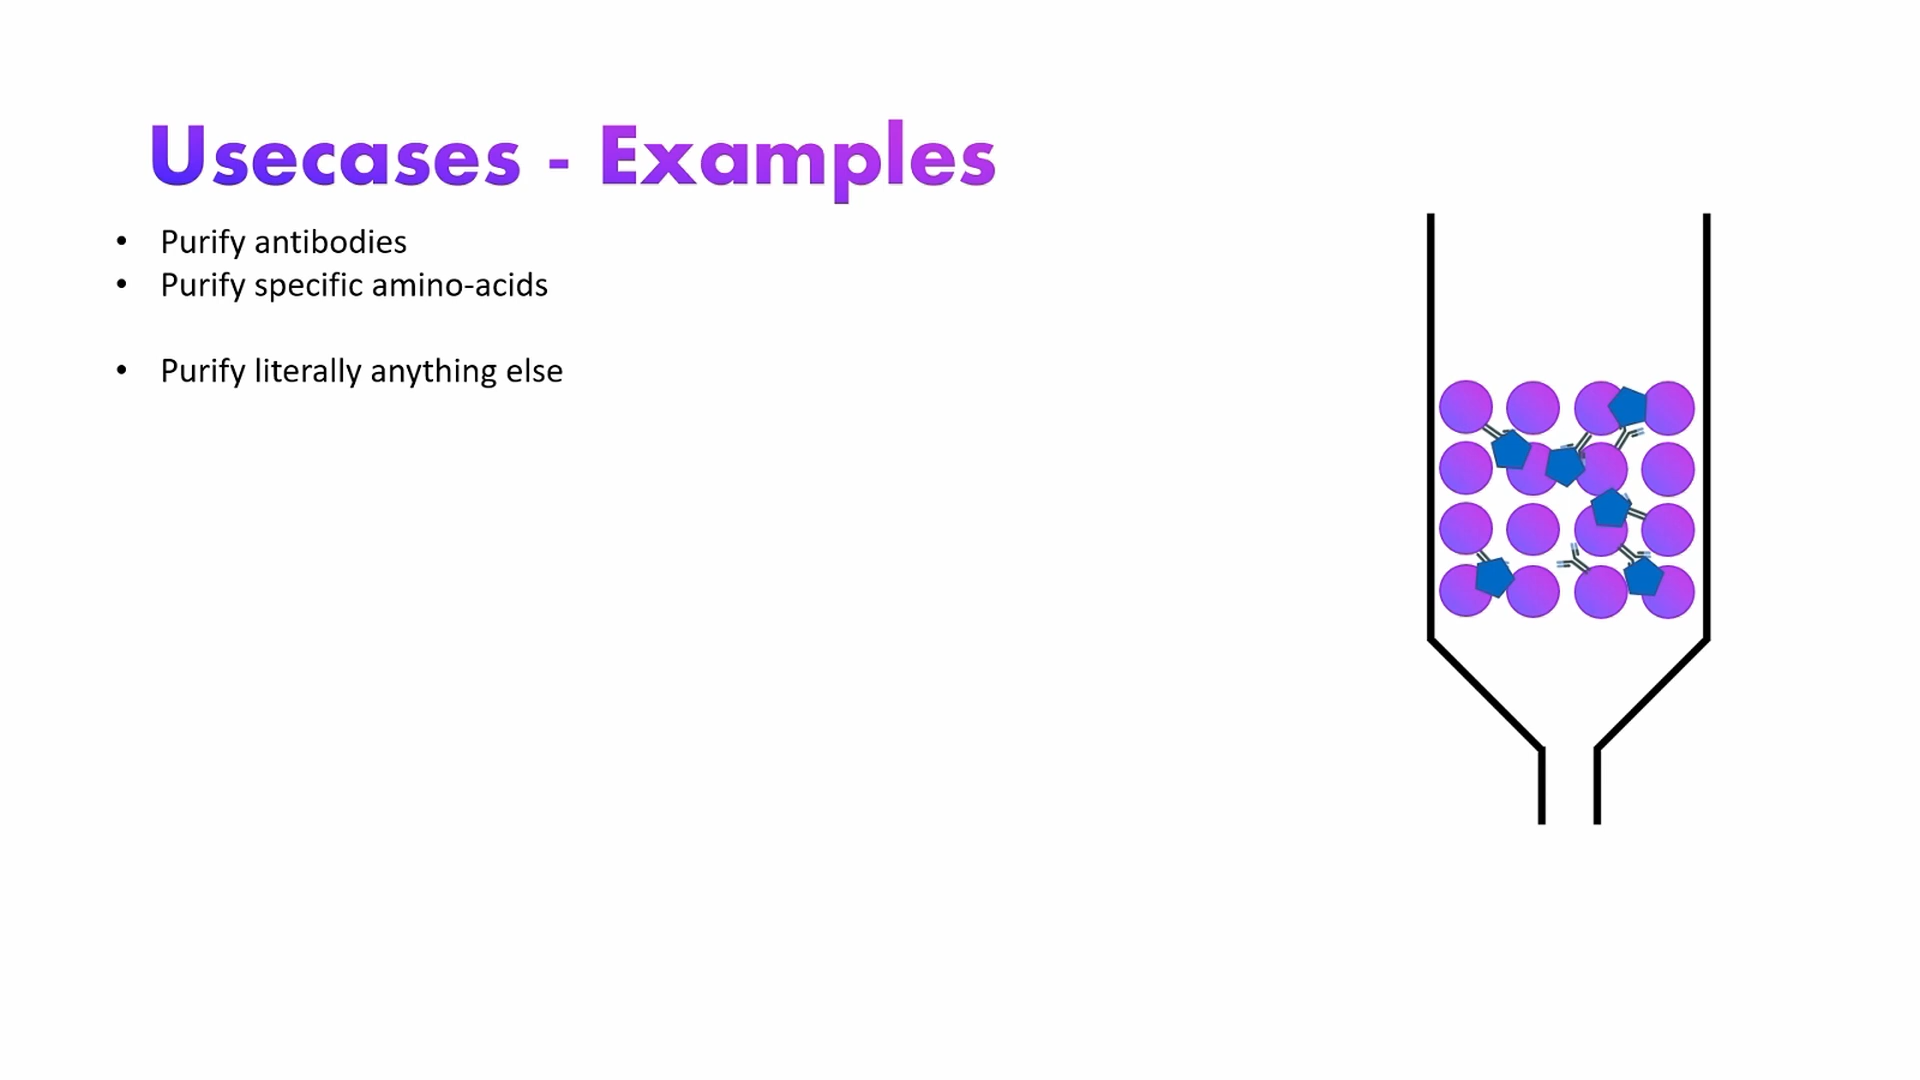 Usecases - Examples
• Purify antibodies
• Purify specific amino-acids
• Purify literally anything else